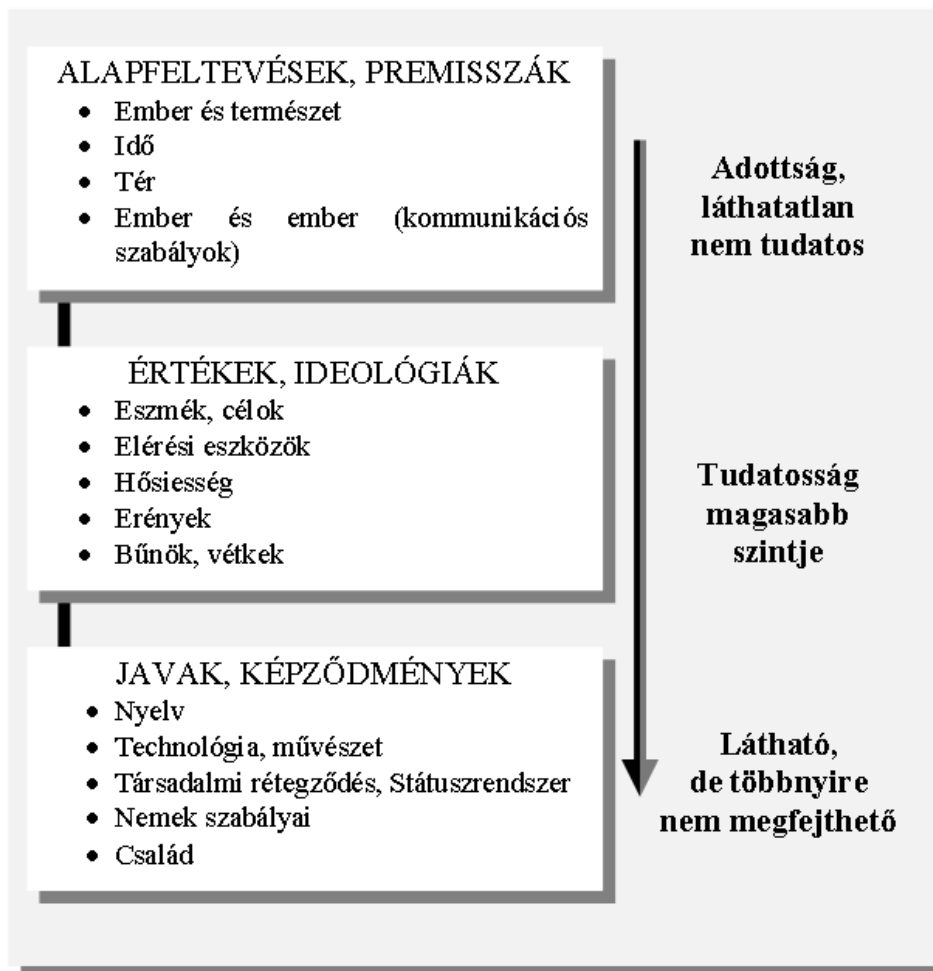 ALAPFELTEVÉSEK, PREMISSZÁK
• Ember és természet
• Idő
• Tér
• Ember és ember (kommunikációs
szabályok)
Adottság,
láthatatlan
nem tudatos
ÉRTÉKEK, IDEOLÓGIÁK
• Eszmék, célok
• Elérési eszközök
• Hősiesség
• Erények
• Bűnök, vétkek
Tudatosság
magasabb
szintje
JAVAK, KÉPZŐDMÉNYEK
• Nyelv
• Technológia, művészet
• Társadalmi rétegződés, Státuszrendszer
• Nemek szabályai
• Család
Látható,
de többnyire
nem megfejthető